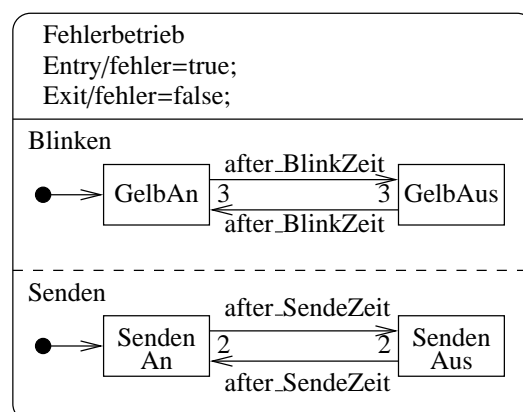 Fehlerbetrieb
Entry/fehler=true;
Exit/fehler=false;
Blinken
after_BlinkZeit
GelbAn 3 3 GelbAus
after_BlinkZeit
Senden
after_SendeZeit
Senden 2 2 Senden
An Aus
after_SendeZeit